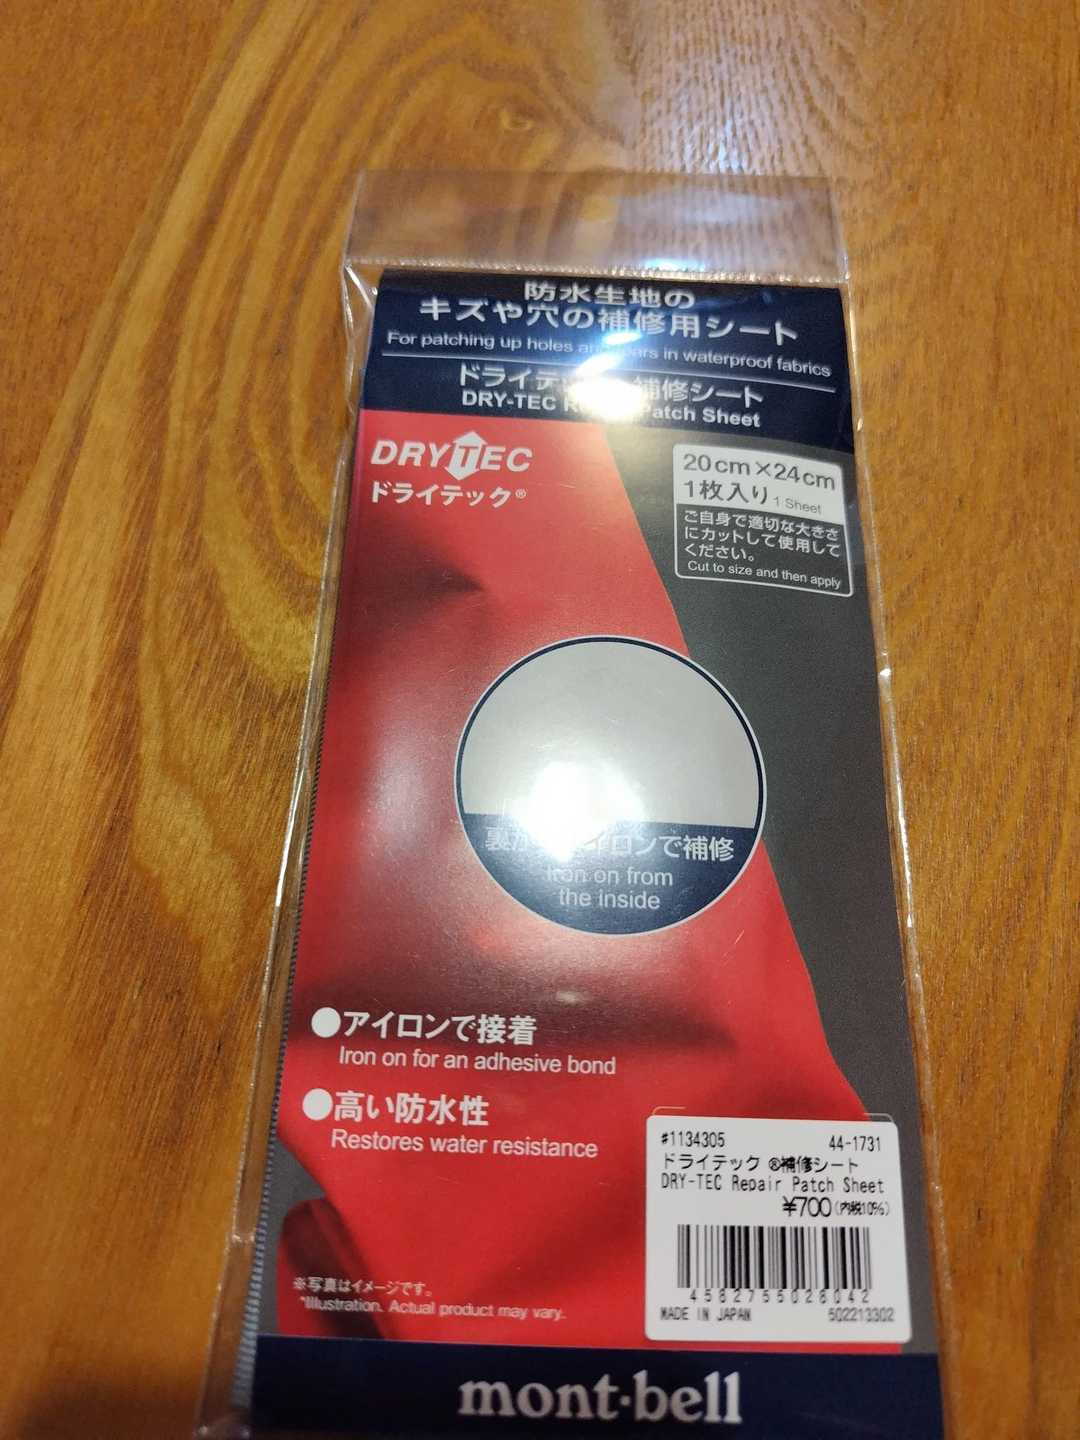 防水生地の
キズや穴の補修用シート
For patching up holes and tears in waterproof fabrics
ドライテック 補修シート
DRY-TEC Patch Sheet
DRYTEC
ドライテック®
20cm×24cm
1枚入り 1 Sheet
ご自身で適切な大きさ
にカットして使用して
ください。
Cut to size and then apply
アイロンで補修
Iron on from
the inside
●アイロンで接着
Iron on for an adhesive bond
●高い防水性
Restores water resistance
#1134305 44-1731
ドライテック ®補修シート
DRY-TEC Repair Patch Sheet
¥700(内税10%)
4582755028042
MADE IN JAPAN 502213302
※写真はイメージです。
*Illustration. Actual product may vary.
mont-bell